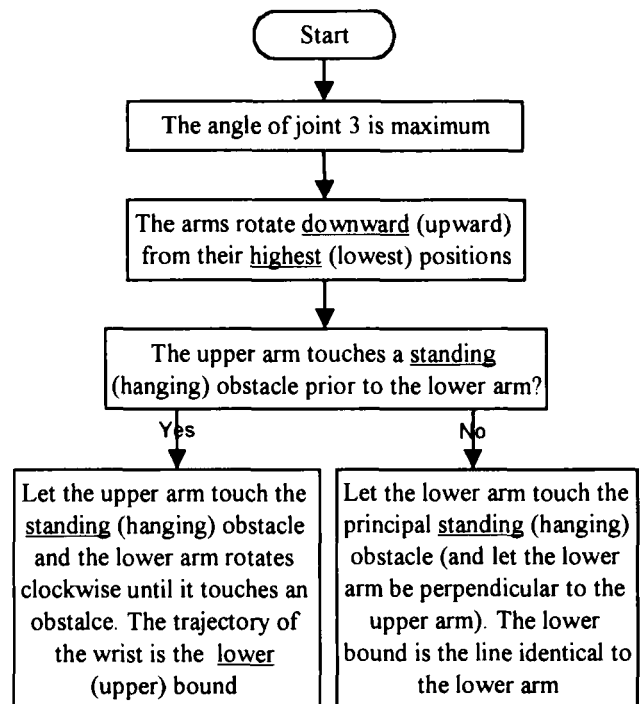 Start
The angle of joint 3 is maximum
The arms rotate downward (upward)
from their highest (lowest) positions
The upper arm touches a standing
(hanging) obstacle prior to the lower arm?
Yes
No
Let the upper arm touch the
standing (hanging) obstacle
and the lower arm rotates
clockwise until it touches an
obstalce. The trajectory of
the wrist is the lower
(upper) bound
Let the lower arm touch the
principal standing (hanging)
obstacle (and let the lower
arm be perpendicular to the
upper arm). The lower
bound is the line identical to
the lower arm